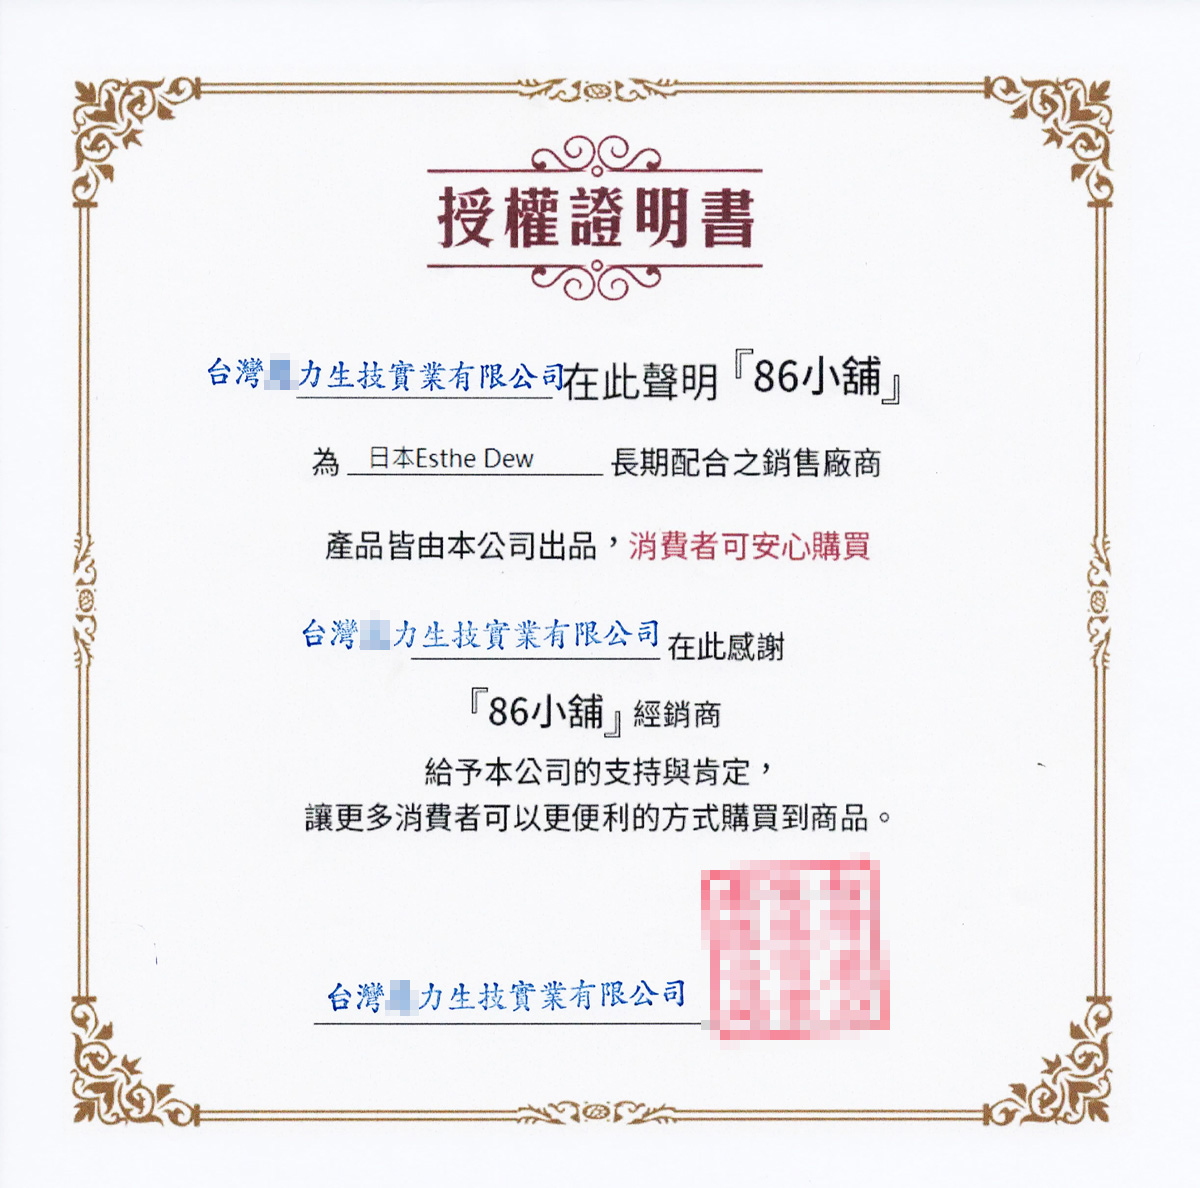 授權證明書
台灣力生技實業有限公司在此聲明『86小舖』
為 日本Esthe Dew 長期配合之銷售廠商
產品皆由本公司出品，消費者可安心購買
台灣力生技實業有限公司 在此感謝
『86小舖』經銷商
給予本公司的支持與肯定，
讓更多消費者可以更便利的方式購買到商品。
台灣力生技實業有限公司